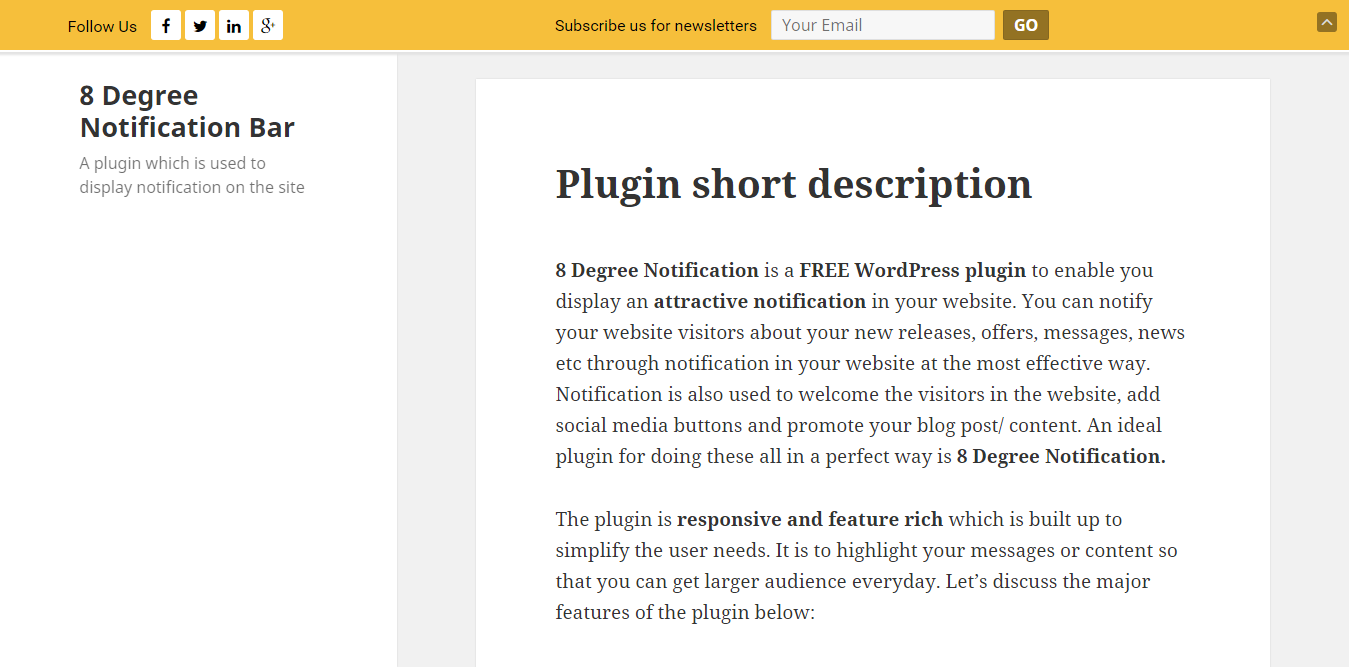 Follow Us
Subscribe us for newsletters
Your Email
GO
8 Degree
Notification Bar
A plugin which is used to
display notification on the site
Plugin short description
8 Degree Notification is a FREE WordPress plugin to enable you
display an attractive notification in your website. You can notify
your website visitors about your new releases, offers, messages, news
etc through notification in your website at the most effective way.
Notification is also used to welcome the visitors in the website, add
social media buttons and promote your blog post/ content. An ideal
plugin for doing these all in a perfect way is 8 Degree Notification.
The plugin is responsive and feature rich which is built up to
simplify the user needs. It is to highlight your messages or content so
that you can get larger audience everyday. Let’s discuss the major
features of the plugin below: